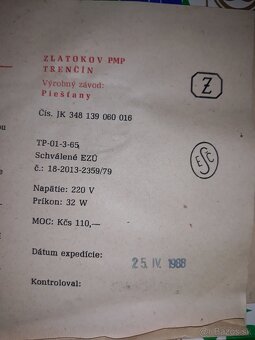 ZLATOKOV PMP
TRENČÍN
Výrobný závod:
Piešťany
Čís. JK 348 139 060 016
ou
TP-01-3-65
Schválené EZÚ
č.: 18-2013-2359/79
Napätie: 220 V
Príkon: 32 W
MOC: Kčs 110,—
Dátum expedície:
25. IV. 1988
Kontroloval:
Z
ESC
bazos.sk